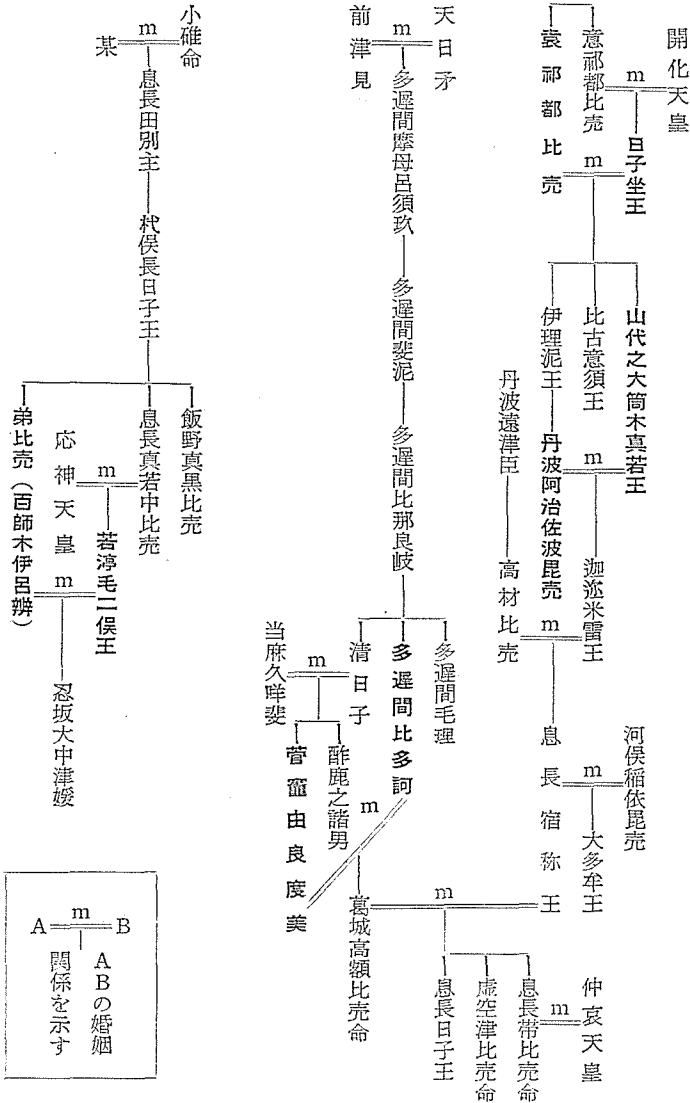 開化天皇
m
意祁都比売
袁祁都比売
日子坐王
m
山代之大筒木真若王
比古意須王
伊理泥王
丹波阿治佐波毘売
m
丹波遠津臣
迦迩米雷王
高材比売
m
河俣稲依毘売
m
息長宿祢王
大多牟王
天日矛
m
前津見
多遅間摩母呂須玖
多遅間斐泥
多遅間比那良岐
多遅間毛理
多遅間比多訶
清日子
m
当麻久咩斐
酢鹿之諸男
菅竈由良度美
m
葛城高額比売命
m
仲哀天皇
m
息長帯比売命
虚空津比売命
息長日子王
小碓命
m
某
息長田別主
杙俣長日子王
飯野真黒比売
息長真若中比売
m
応神天皇
若渟毛二俣王
m
弟比売(百師木伊呂辨)
忍坂大中津媛
A m B
ABの婚姻
関係を示す